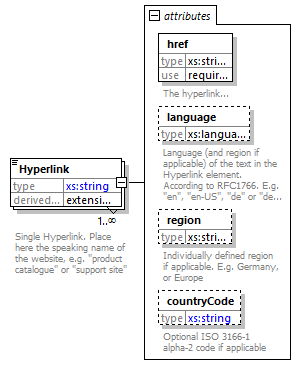 attributes
href
type xs:stri...
use requir...
The hyperlink...
language
type xs:langua...
Language (and region if
applicable) of the text in the
Hyperlink element.
According to RFC1766. E.g.
"en", "en-US", "de" or "de...
Hyperlink
type xs:string
derived... extensi...
1..∞
Single Hyperlink. Place
here the speaking name of
the website, e.g. "product
catalogue" or "support site"
region
type xs:stri...
Individually defined region
if applicable. E.g. Germany,
or Europe
countryCode
type xs:string
Optional ISO 3166-1
alpha-2 code if applicable